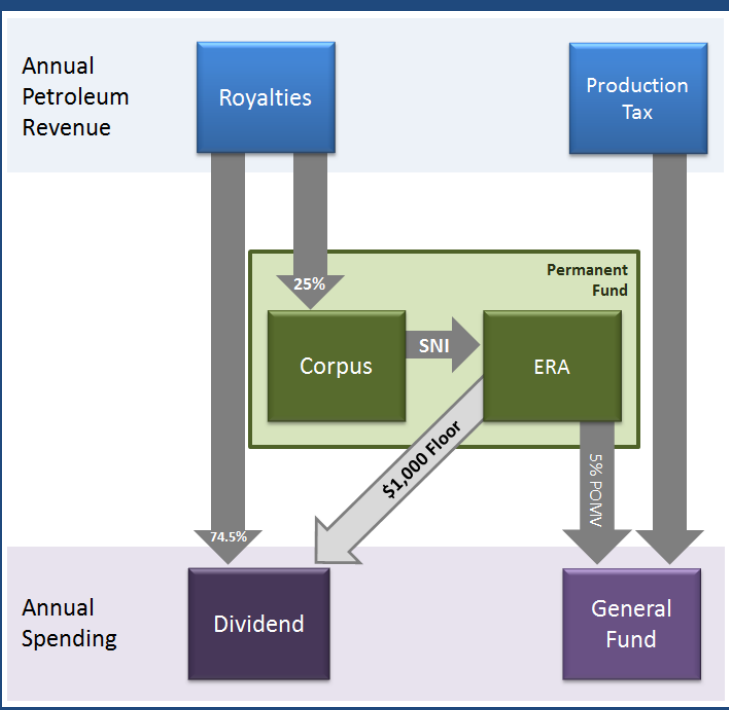 Annual
Petroleum
Revenue
Royalties
Production
Tax
Permanent
Fund
25%
Corpus
SNI
ERA
$1,000 Floor
5% POMV
74.5%
Annual
Spending
Dividend
General
Fund